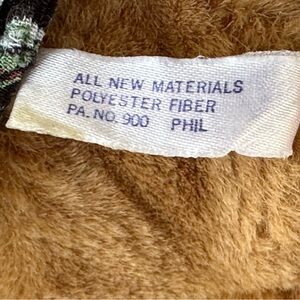 ALL NEW MATERIALS
POLYESTER FIBER
PA. NO. 900 PHIL